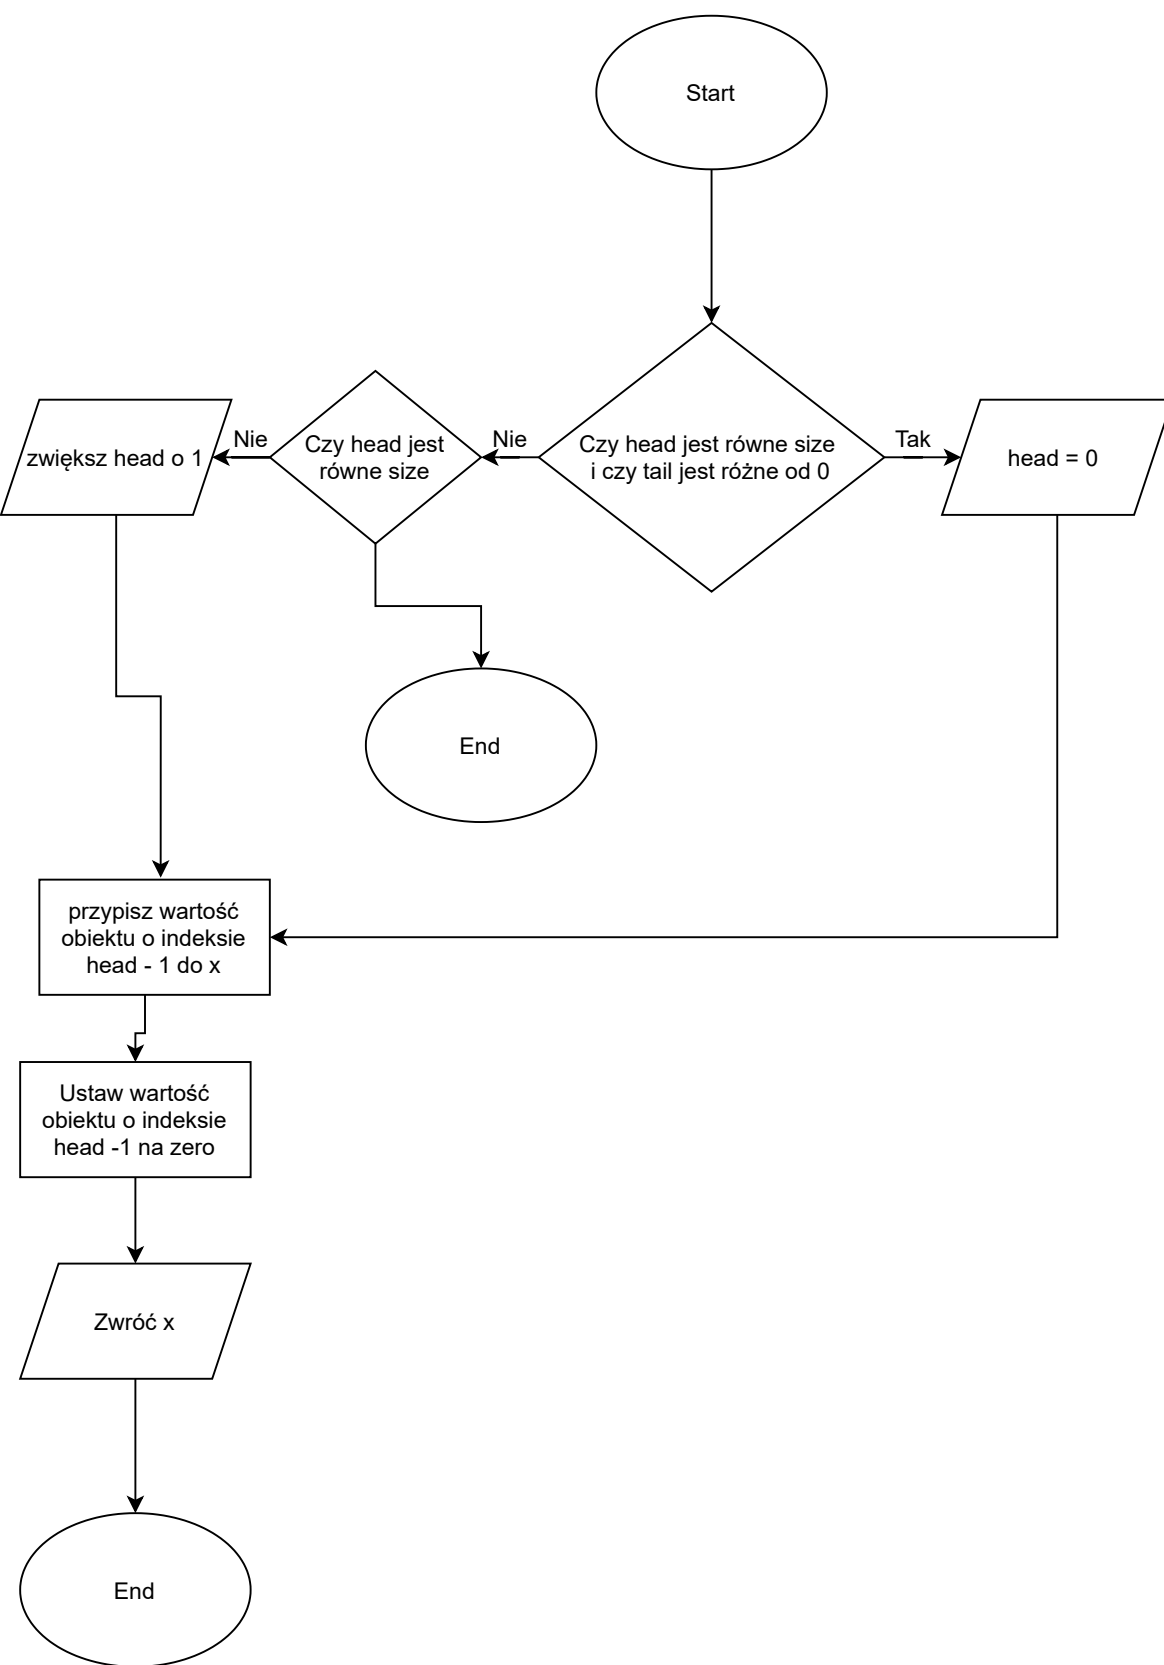 Start
Czy head jest równe size
i czy tail jest różne od 0
Tak
head = 0
Nie
Czy head jest
równe size
Nie
zwiększ head o 1
End
przypisz wartość
obiektu o indeksie
head - 1 do x
Ustaw wartość
obiektu o indeksie
head -1 na zero
Zwróć x
End